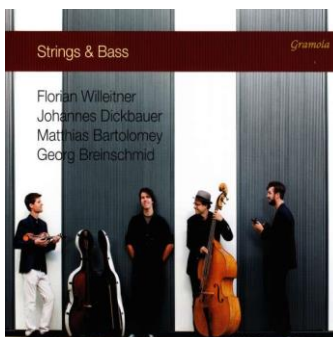 Strings & Bass
Gramola
Florian Willeitner
Johannes Dickbauer
Matthias Bartolomey
Georg Breinschmid